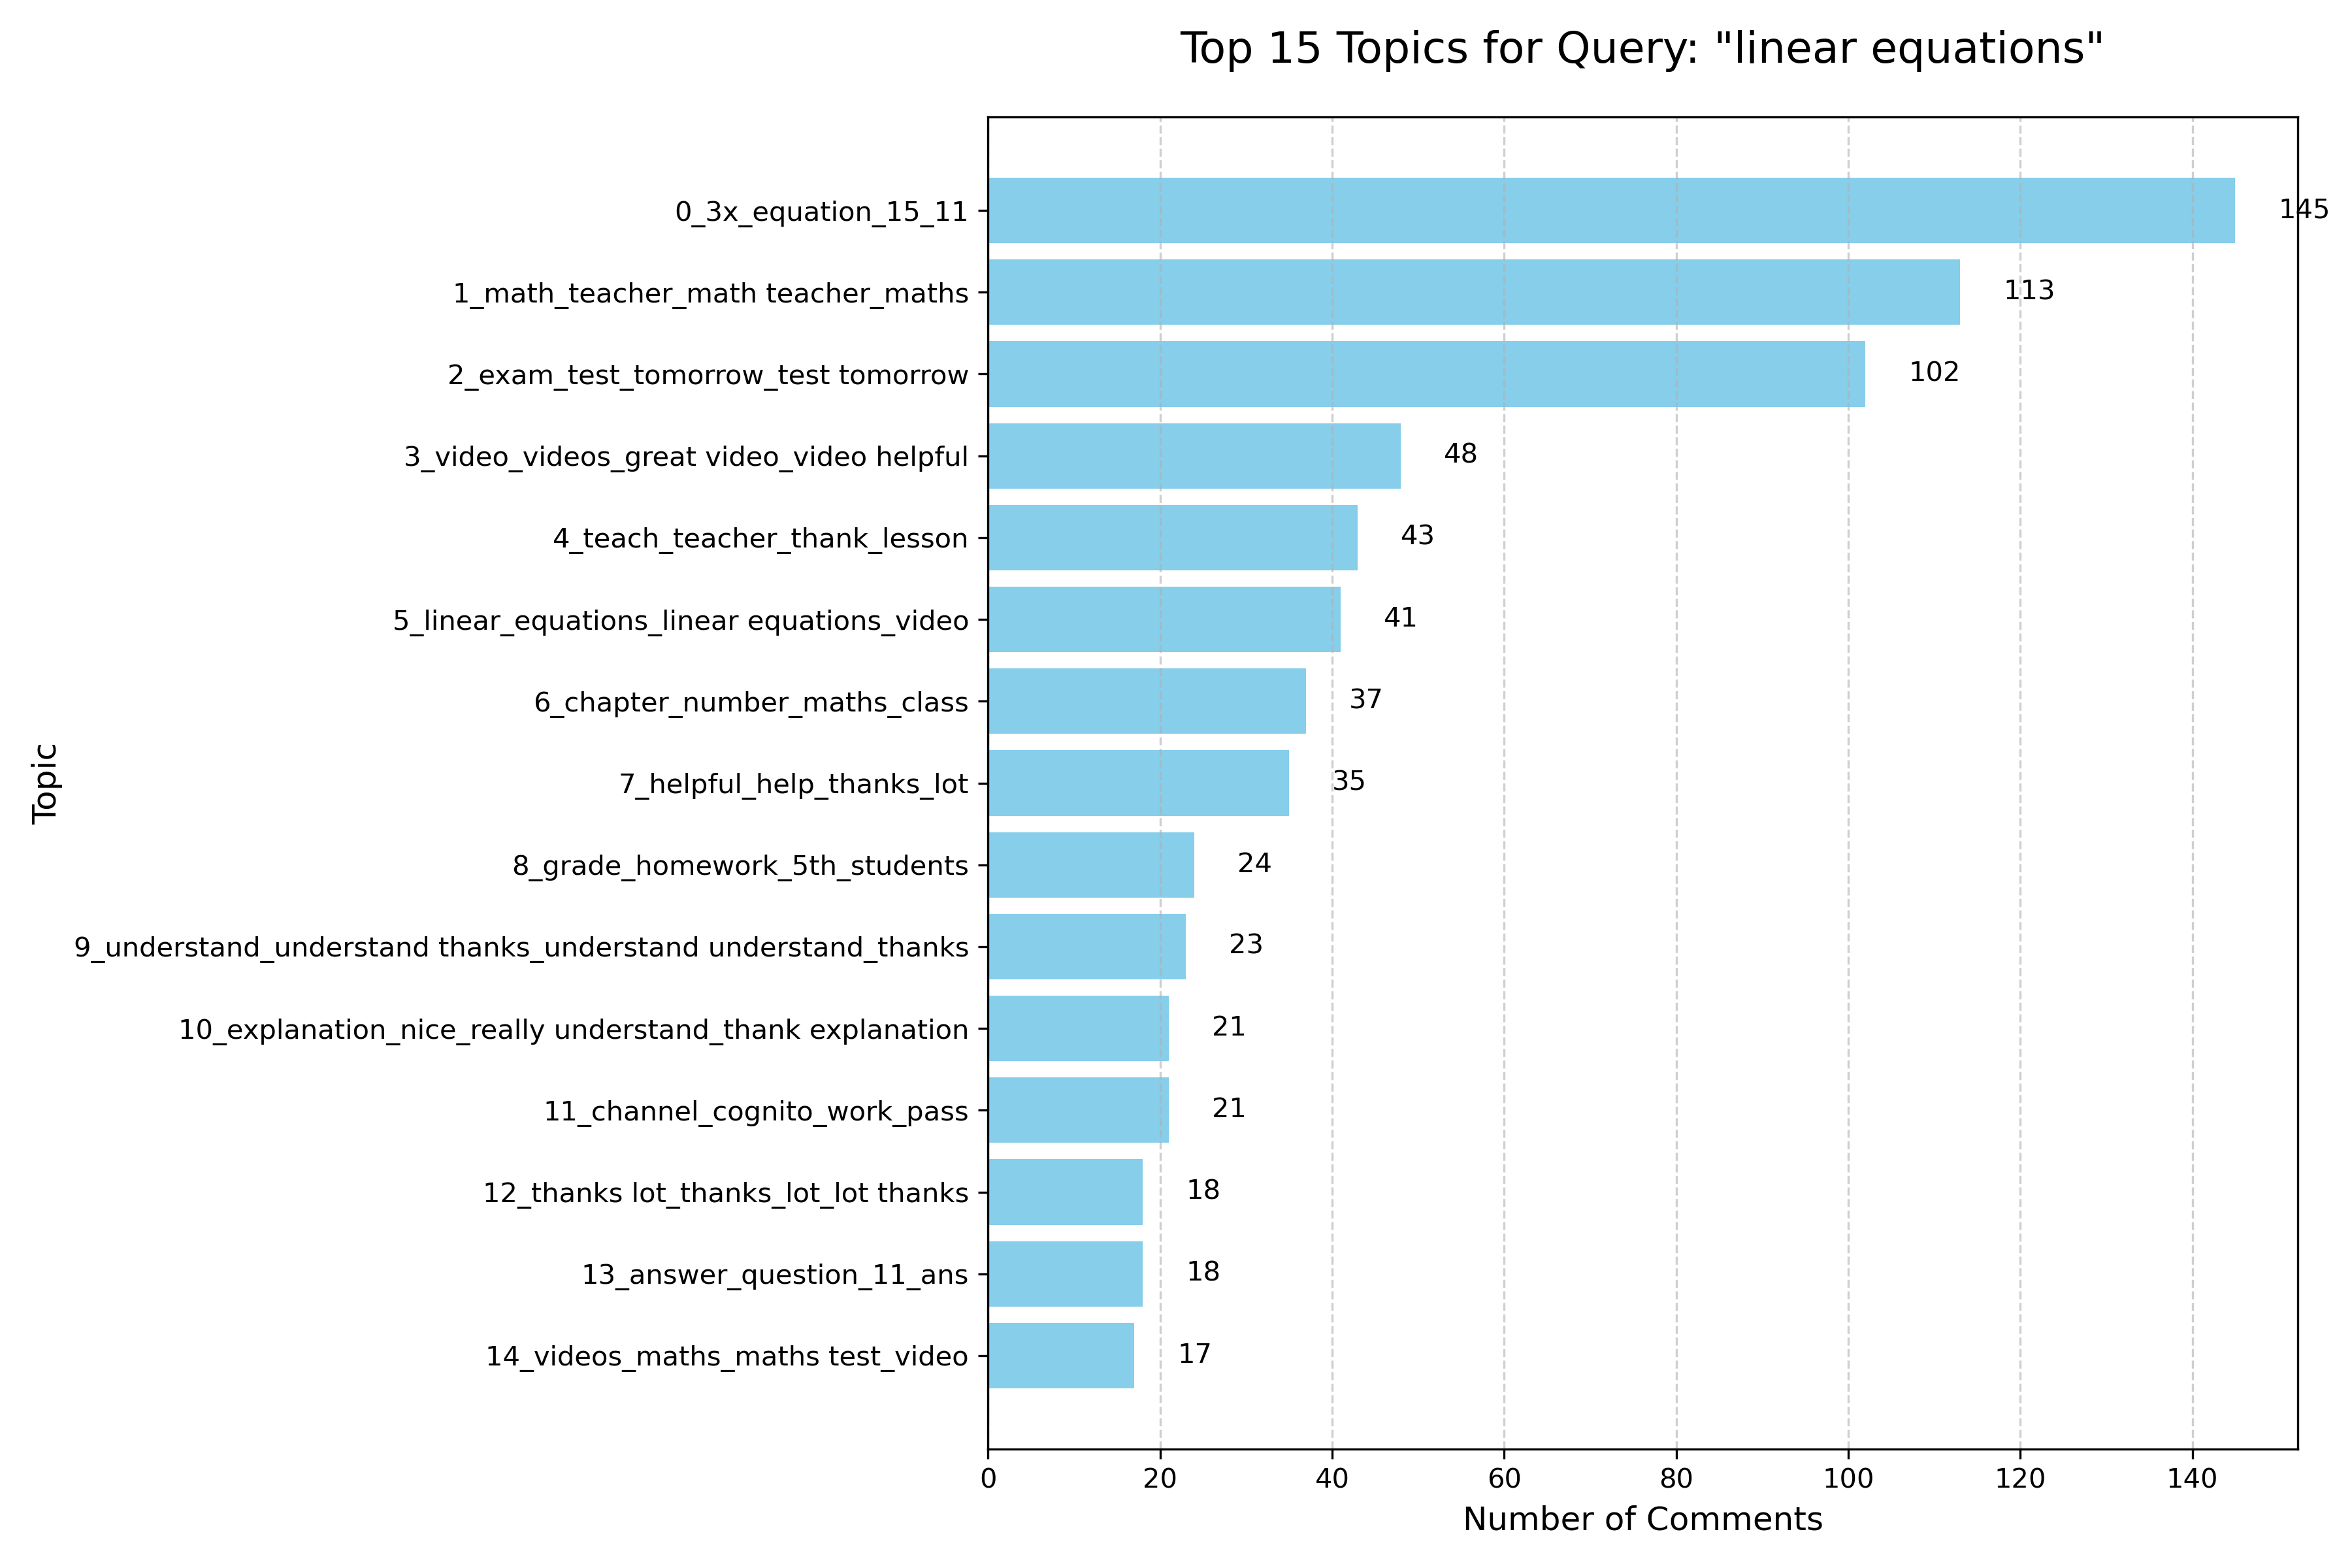 Top 15 Topics for Query: "linear equations"
0_3x_equation_15_11
145
1_math_teacher_math teacher_maths
113
2_exam_test_tomorrow_test tomorrow
102
3_video_videos_great video_video helpful
48
4_teach_teacher_thank_lesson
43
5_linear_equations_linear equations_video
41
6_chapter_number_maths_class
37
7_helpful_help_thanks_lot
35
8_grade_homework_5th_students
24
9_understand_understand thanks_understand understand_thanks
23
10_explanation_nice_really understand_thank explanation
21
11_channel_cognito_work_pass
21
12_thanks lot_thanks_lot_lot thanks
18
13_answer_question_11_ans
18
14_videos_maths_maths test_video
17
Topic
0 20 40 60 80 100 120 140
Number of Comments